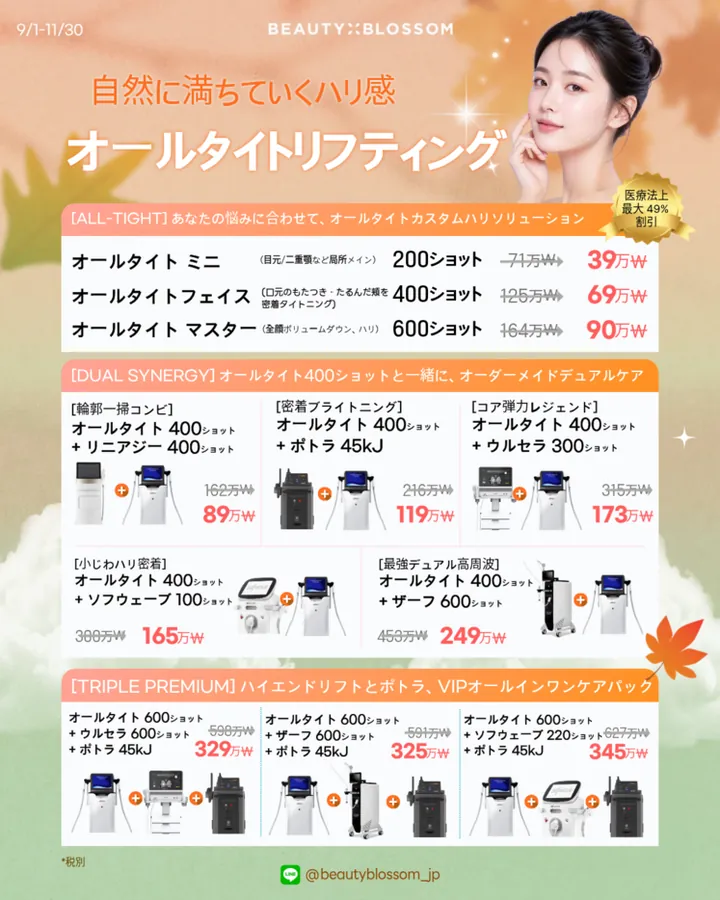 9/1-11/30
BEAUTY BLOSSOM
自然に満ちていくハリ感
オールタイトリフティング
医療法上
最大 49%
割引
[ALL-TIGHT] あなたの悩みに合わせて、オールタイトカスタムハリソリューション
オールタイト ミニ (目元/二重顎など局所メイン) 200ショット 71万₩ 39万₩
オールタイトフェイス (口元のもたつき・たるんだ頬を 400ショット 125万₩ 69万₩
密着タイトニング)
オールタイト マスター (全顔ボリュームダウン、ハリ) 600ショット 164万₩ 90万₩
[DUAL SYNERGY] オールタイト400ショットと一緒に、オーダーメイドデュアルケア
[輪郭一掃コンビ]
オールタイト 400ショット
+ リニアジー 400ショット
162万₩
89万₩
[密着ブライトニング]
オールタイト 400ショット
+ ポトラ 45kJ
216万₩
119万₩
[コア弾力レジェンド]
オールタイト 400ショット
+ ウルセラ 300ショット
315万₩
173万₩
[小じわハリ密着]
オールタイト 400ショット
+ ソフウェーブ 100ショット
165万₩
[最強デュアル高周波]
オールタイト 400ショット
+ ザーフ 600ショット
453万₩ 249万₩
[TRIPLE PREMIUM] ハイエンドリフトとポトラ、VIPオールインワンケアパック
オールタイト 600ショット
+ ウルセラ 600ショット 598万₩
+ ポトラ 45kJ 329万₩
オールタイト 600ショット
+ ザーフ 600ショット 591万₩
+ ポトラ 45kJ 325万₩
オールタイト 600ショット
+ ソフウェーブ 220ショット 627万₩
+ ポトラ 45kJ 345万₩
*税別
LINE @beautyblossom_jp